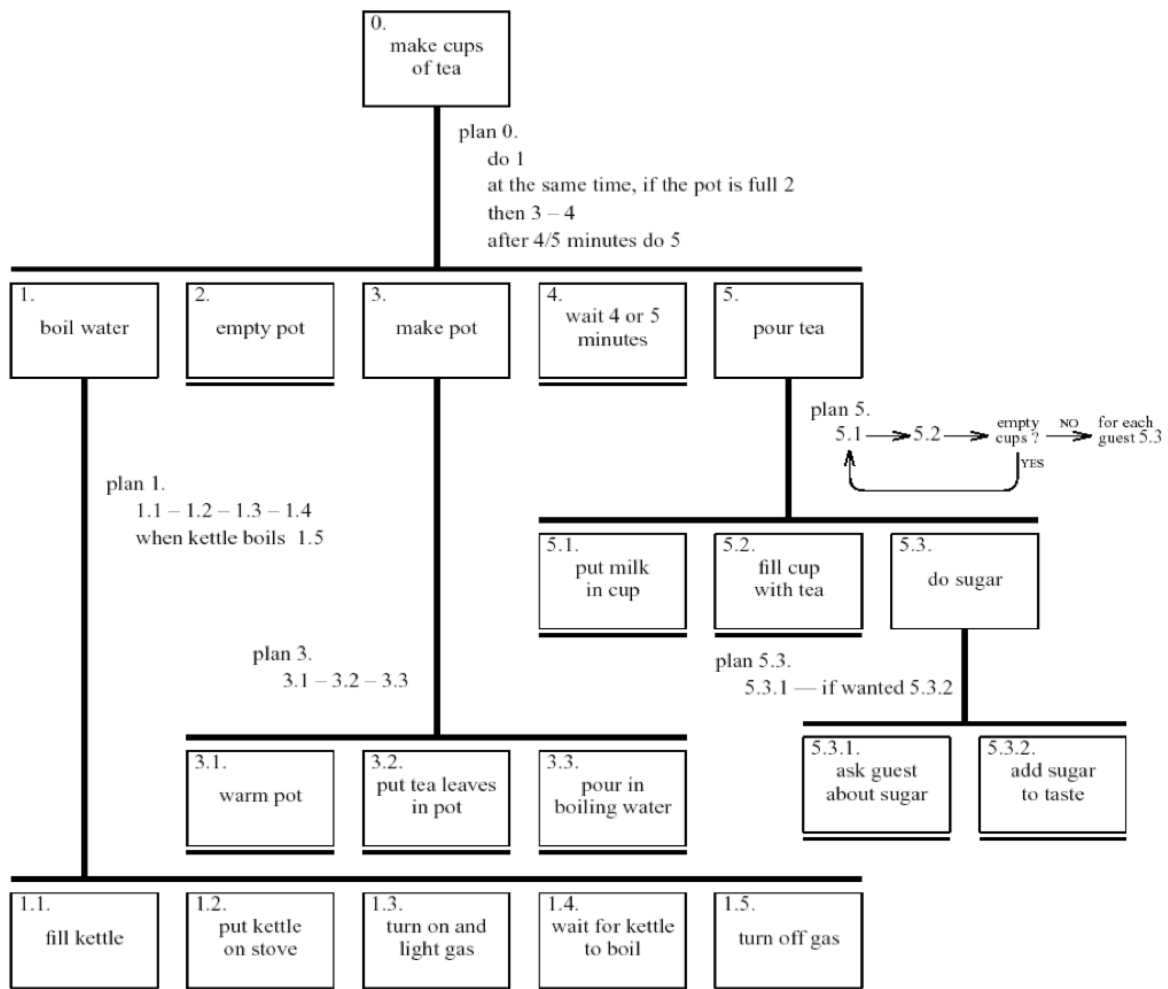 0.
make cups
of tea
plan 0.
do 1
at the same time, if the pot is full 2
then 3 – 4
after 4/5 minutes do 5
1.
boil water
2.
empty pot
3.
make pot
4.
wait 4 or 5
minutes
5.
pour tea
plan 5.
5.1 5.2 empty cups ? NO for each guest 5.3
YES
plan 1.
1.1 – 1.2 – 1.3 – 1.4
when kettle boils 1.5
5.1.
put milk
in cup
5.2.
fill cup
with tea
5.3.
do sugar
plan 3.
3.1 – 3.2 – 3.3
plan 5.3.
5.3.1 — if wanted 5.3.2
3.1.
warm pot
3.2.
put tea leaves
in pot
3.3.
pour in
boiling water
5.3.1.
ask guest
about sugar
5.3.2.
add sugar
to taste
1.1.
fill kettle
1.2.
put kettle
on stove
1.3.
turn on and
light gas
1.4.
wait for kettle
to boil
1.5.
turn off gas